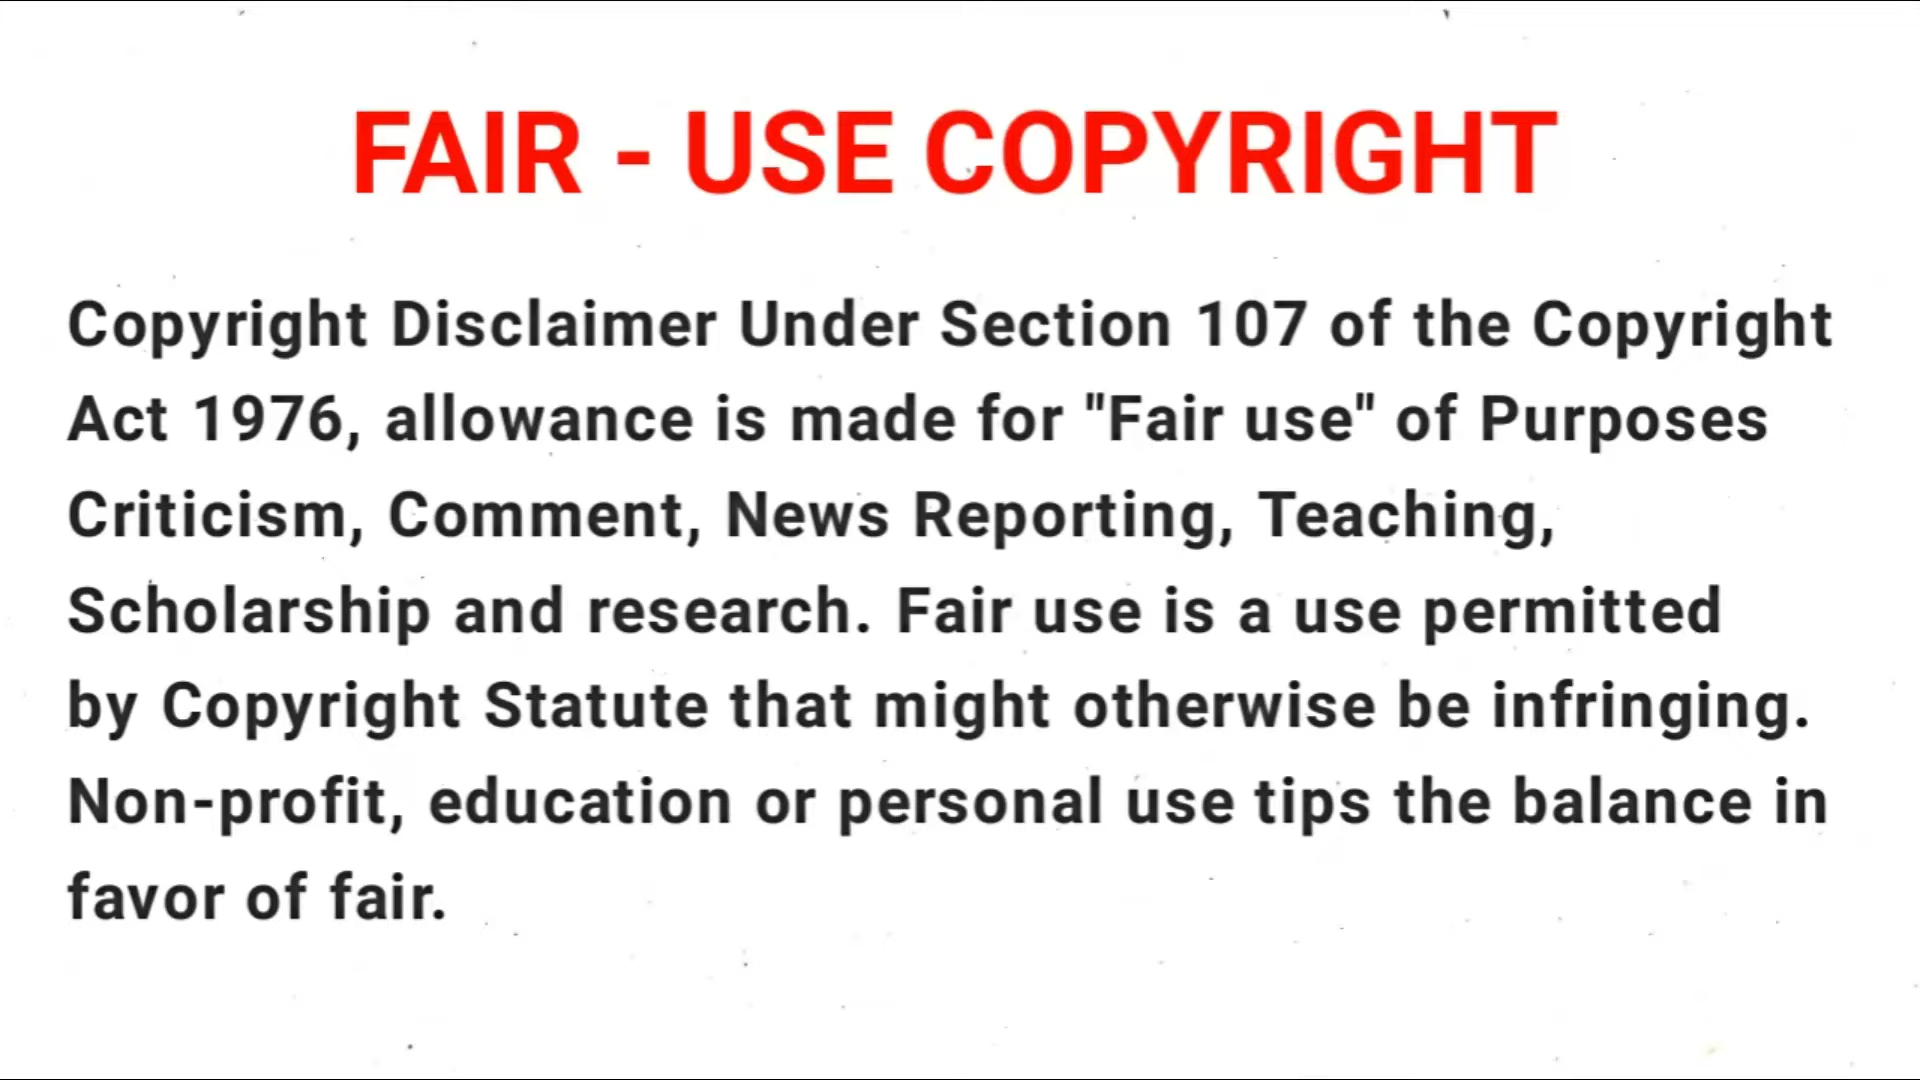 FAIR - USE COPYRIGHT
Copyright Disclaimer Under Section 107 of the Copyright
Act 1976, allowance is made for "Fair use" of Purposes
Criticism, Comment, News Reporting, Teaching,
Scholarship and research. Fair use is a use permitted
by Copyright Statute that might otherwise be infringing.
Non-profit, education or personal use tips the balance in
favor of fair.